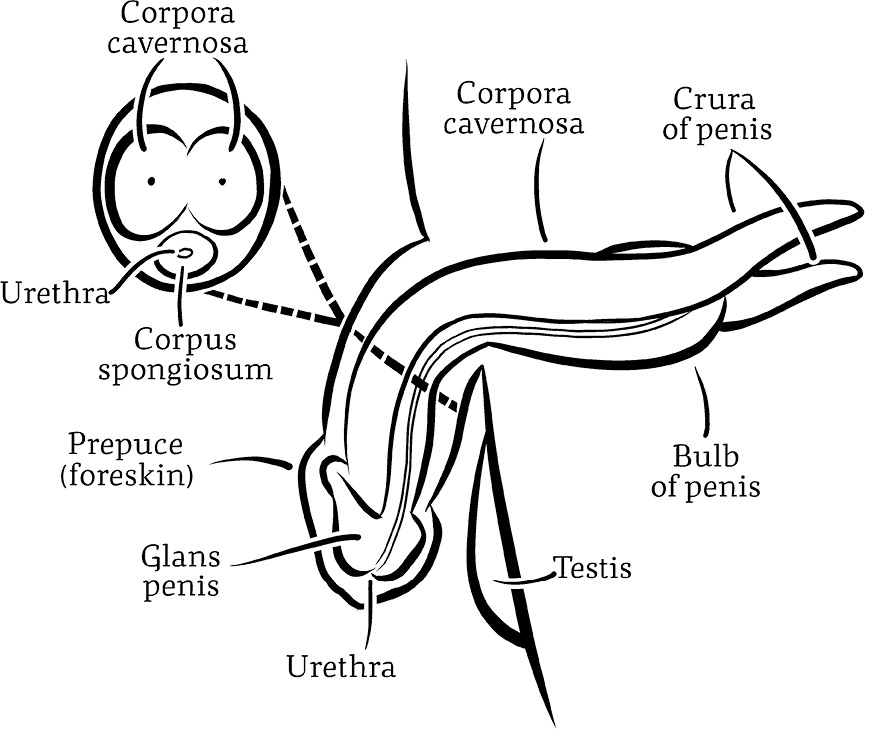 Corpora
cavernosa
Corpora
cavernosa
Crura
of penis
Urethra
Corpus
spongiosum
Prepuce
(foreskin)
Bulb
of penis
Glans
penis
Testis
Urethra